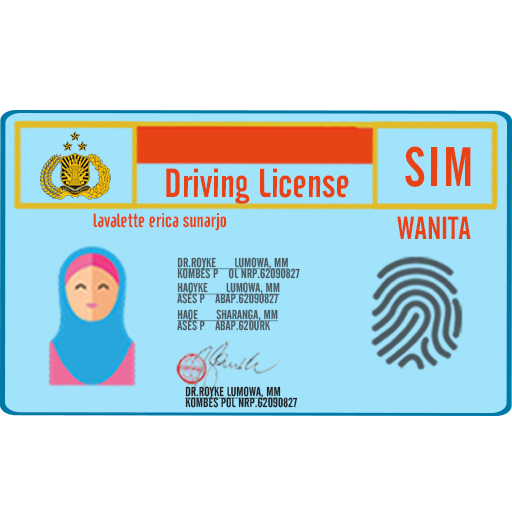 Driving License
SIM
lavalette erica sunarjo
WANITA
DR.ROYKE LUMOWA, MM
KOMBES P OL NRP.62090827
HAOYKE LUMOWA, MM
ASES P ABAP.62090827
HAOE SHARANGA, MM
ASES P ABAP.620URK
DR.ROYKE LUMOWA, MM
KOMBES POL NRP.62090827